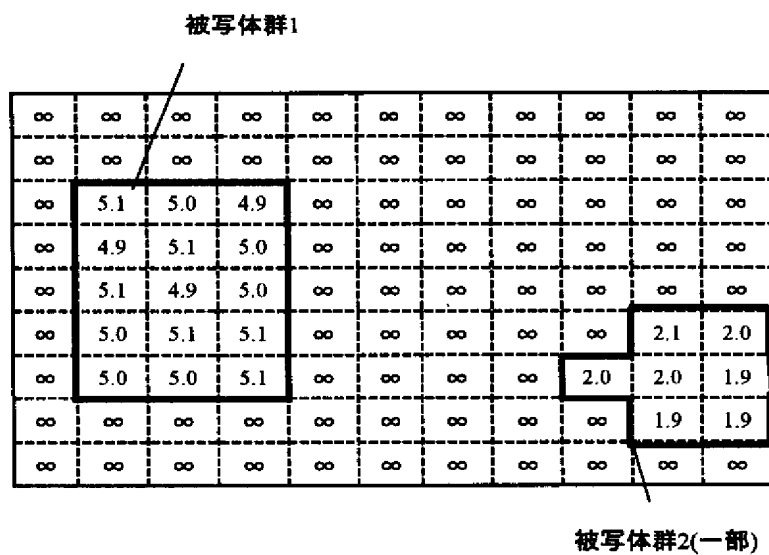 被写体群1
∞ ∞ ∞ ∞ ∞ ∞ ∞ ∞ ∞ ∞ ∞
∞ ∞ ∞ ∞ ∞ ∞ ∞ ∞ ∞ ∞ ∞
∞ 5.1 5.0 4.9 ∞ ∞ ∞ ∞ ∞ ∞ ∞
∞ 4.9 5.1 5.0 ∞ ∞ ∞ ∞ ∞ ∞ ∞
∞ 5.1 4.9 5.0 ∞ ∞ ∞ ∞ ∞ ∞ ∞
∞ 5.0 5.1 5.1 ∞ ∞ ∞ ∞ ∞ 2.1 2.0
∞ 5.0 5.0 5.1 ∞ ∞ ∞ ∞ 2.0 2.0 1.9
∞ ∞ ∞ ∞ ∞ ∞ ∞ ∞ ∞ 1.9 1.9
∞ ∞ ∞ ∞ ∞ ∞ ∞ ∞ ∞ ∞ ∞
被写体群2(一部)